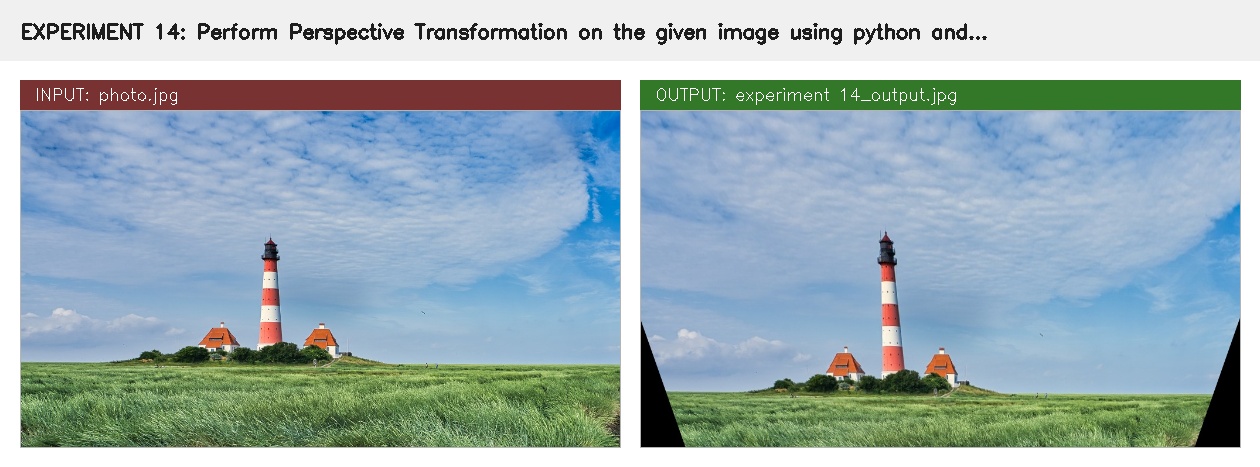 EXPERIMENT 14: Perform Perspective Transformation on the given image using python and...
INPUT: photo.jpg
OUTPUT: experiment 14_output.jpg